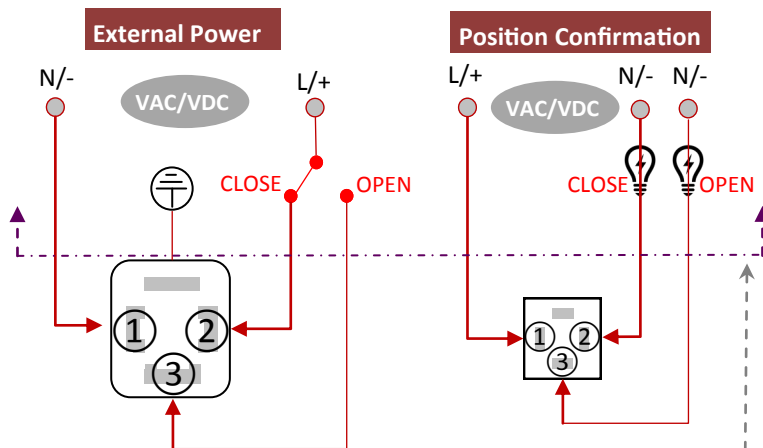 External Power
Position Confirmation
N/-
VAC/VDC
L/+
L/+
VAC/VDC
N/-
N/-
CLOSE
OPEN
CLOSE
OPEN
1
2
3
1
2
3